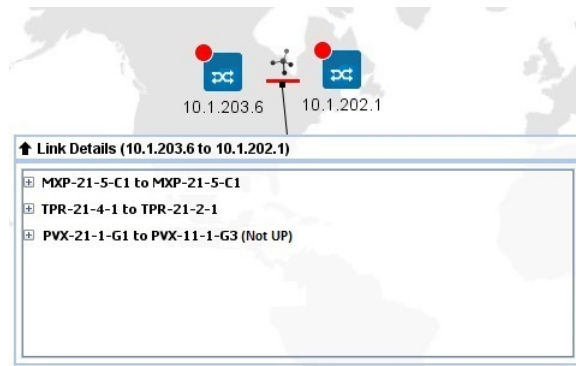 10.1.203.6
10.1.202.1
Link Details (10.1.203.6 to 10.1.202.1)
MXP-21-5-C1 to MXP-21-5-C1
TPR-21-4-1 to TPR-21-2-1
PVX-21-1-G1 to PVX-11-1-G3 (Not UP)